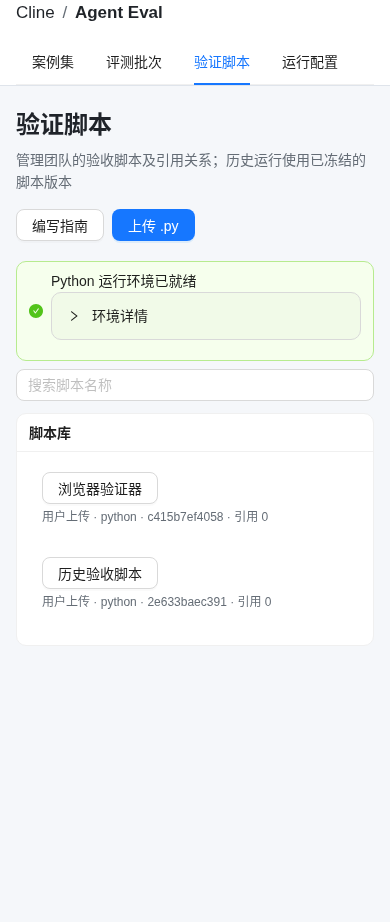 Cline / Agent Eval
案例集 评测批次 验证脚本 运行配置
验证脚本
管理团队的验收脚本及引用关系；历史运行使用已冻结的
脚本版本
编写指南 上传 .py
Python 运行环境已就绪
环境详情
搜索脚本名称
脚本库
浏览器验证器
用户上传 · python · c415b7ef4058 · 引用 0
历史验收脚本
用户上传 · python · 2e633baec391 · 引用 0